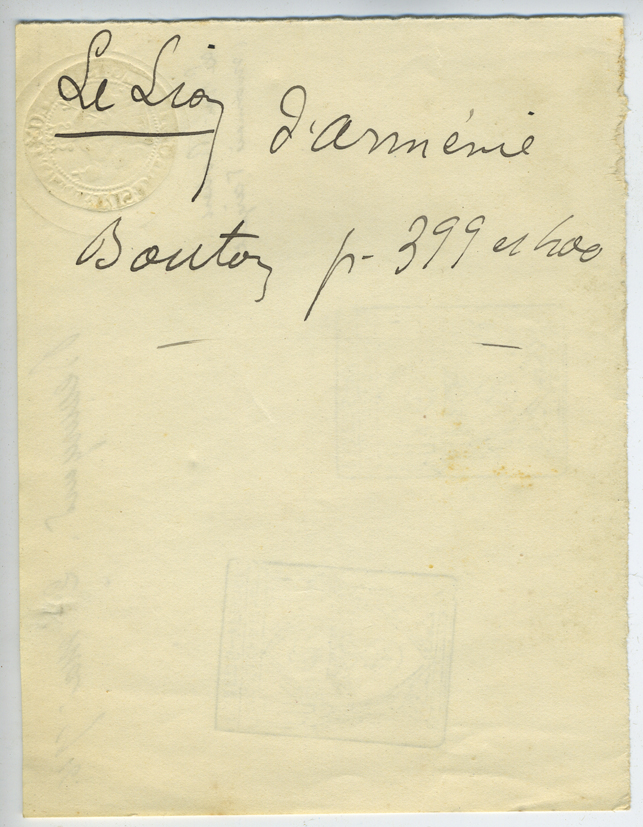 Le Lion d'Arménie
Bouton p. 399 et 400